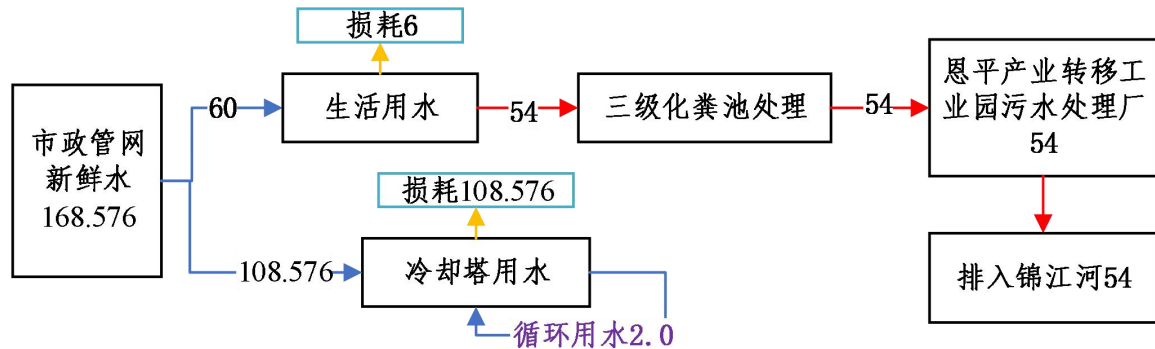 损耗6
市政管网
新鲜水
168.576
60
生活用水
54
三级化粪池处理
54
恩平产业转移工
业园污水处理厂
54
损耗108.576
108.576
冷却塔用水
循环用水2.0
排入锦江河54